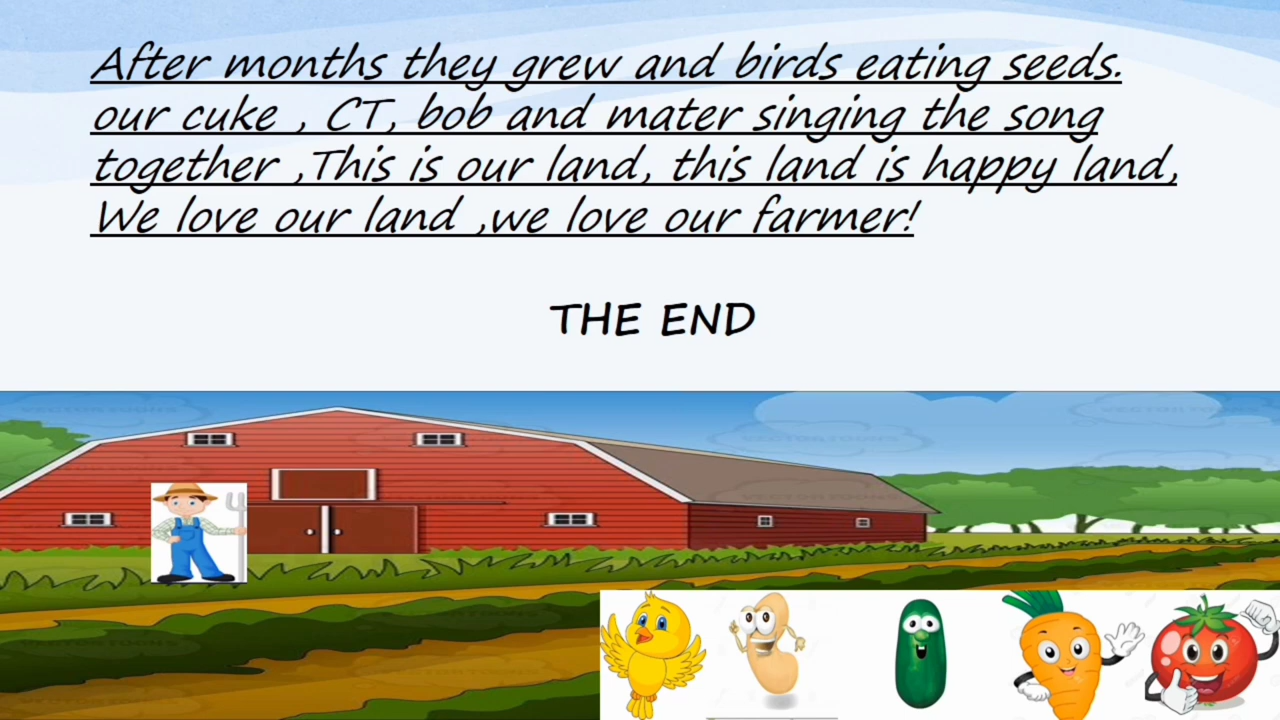 After months they grew and birds eating seeds.
our cuke , CT, bob and mater singing the song
together ,This is our land, this land is happy land,
We love our land ,we love our farmer!
THE END